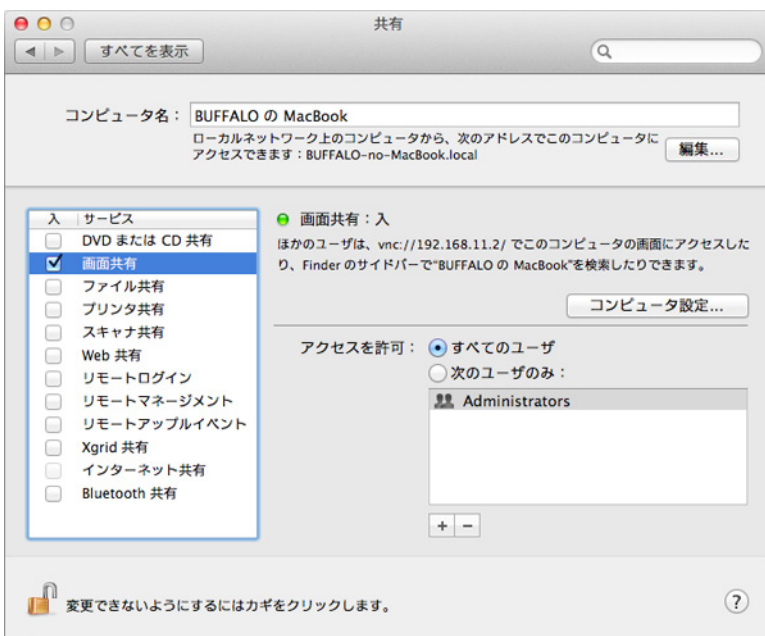 共有
すべてを表示
コンピュータ名：
BUFFALO の MacBook
ローカルネットワーク上のコンピュータから、次のアドレスでこのコンピュータに
アクセスできます：BUFFALO-no-MacBook.local
編集...
入 サービス
DVD または CD 共有
画面共有
ファイル共有
プリンタ共有
スキャナ共有
Web 共有
リモートログイン
リモートマネージメント
リモートアップルイベント
Xgrid 共有
インターネット共有
Bluetooth 共有
画面共有：入
ほかのユーザは、vnc://192.168.11.2/ でこのコンピュータの画面にアクセスした
り、Finder のサイドバーで"BUFFALO の MacBook"を検索したりできます。
コンピュータ設定...
アクセスを許可：
すべてのユーザ
次のユーザのみ：
Administrators
+ −
変更できないようにするにはカギをクリックします。
?